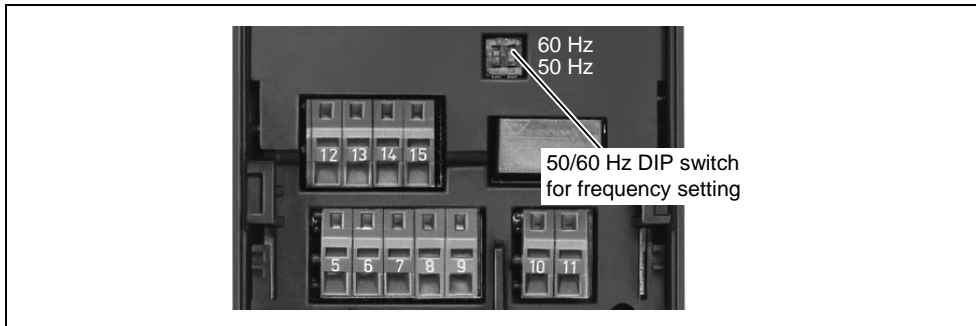 60 Hz
50 Hz
12 13 14 15
50/60 Hz DIP switch
for frequency setting
5 6 7 8 9 10 11